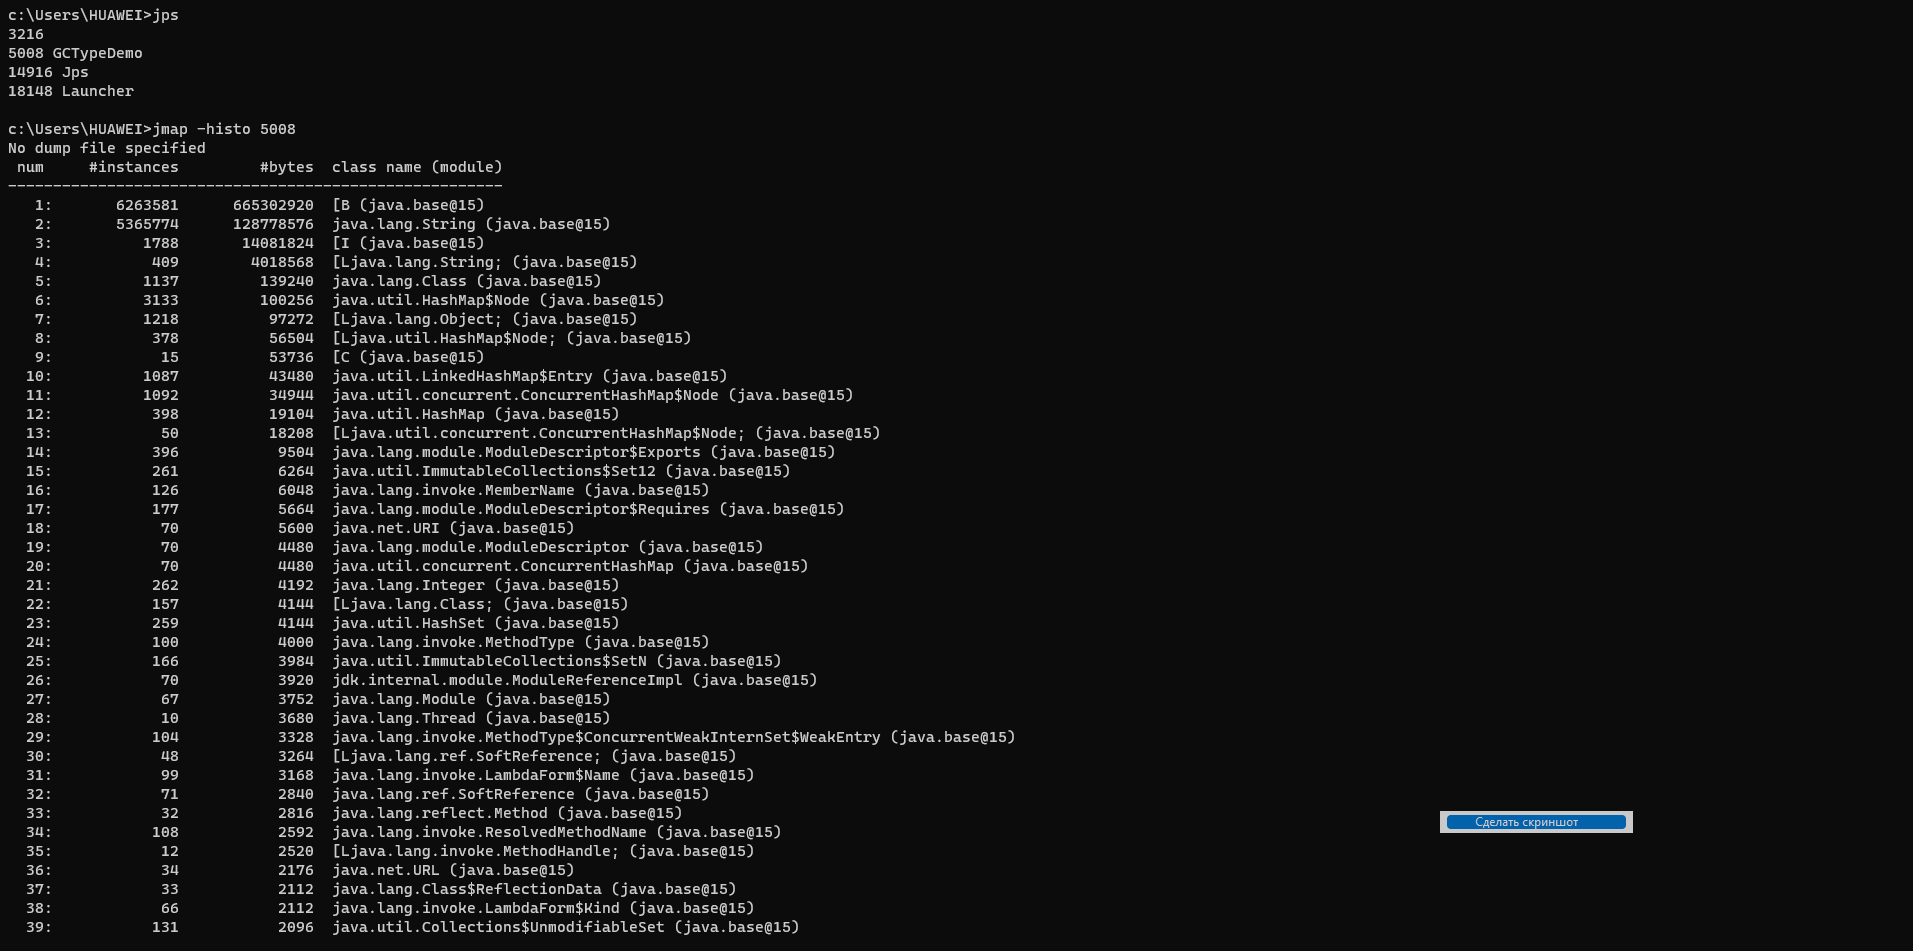 c:\Users\HUAWEI>jps
3216
5008 GCTypeDemo
14916 Jps
18148 Launcher
c:\Users\HUAWEI>jmap -histo 5008
No dump file specified
 num     #instances         #bytes  class name (module)
-------------------------------------------------------
   1:       6263581      665302920  [B (java.base@15)
   2:       5365774      128778576  java.lang.String (java.base@15)
   3:          1788       14081824  [I (java.base@15)
   4:           409        4018568  [Ljava.lang.String; (java.base@15)
   5:          1137         139240  java.lang.Class (java.base@15)
   6:          3133         100256  java.util.HashMap$Node (java.base@15)
   7:          1218          97272  [Ljava.lang.Object; (java.base@15)
   8:           378          56504  [Ljava.util.HashMap$Node; (java.base@15)
   9:            15          53736  [C (java.base@15)
  10:          1087          43480  java.util.LinkedHashMap$Entry (java.base@15)
  11:          1092          34944  java.util.concurrent.ConcurrentHashMap$Node (java.base@15)
  12:           398          19104  java.util.HashMap (java.base@15)
  13:            50          18208  [Ljava.util.concurrent.ConcurrentHashMap$Node; (java.base@15)
  14:           396           9504  java.lang.module.ModuleDescriptor$Exports (java.base@15)
  15:           261           6264  java.util.ImmutableCollections$Set12 (java.base@15)
  16:           126           6048  java.lang.invoke.MemberName (java.base@15)
  17:           177           5664  java.lang.module.ModuleDescriptor$Requires (java.base@15)
  18:            70           5600  java.net.URI (java.base@15)
  19:            70           4480  java.lang.module.ModuleDescriptor (java.base@15)
  20:            70           4480  java.util.concurrent.ConcurrentHashMap (java.base@15)
  21:           262           4192  java.lang.Integer (java.base@15)
  22:           157           4144  [Ljava.lang.Class; (java.base@15)
  23:           259           4144  java.util.HashSet (java.base@15)
  24:           100           4000  java.lang.invoke.MethodType (java.base@15)
  25:           166           3984  java.util.ImmutableCollections$SetN (java.base@15)
  26:            70           3920  jdk.internal.module.ModuleReferenceImpl (java.base@15)
  27:            67           3752  java.lang.Module (java.base@15)
  28:            10           3680  java.lang.Thread (java.base@15)
  29:           104           3328  java.lang.invoke.MethodType$ConcurrentWeakInternSet$WeakEntry (java.base@15)
  30:            48           3264  [Ljava.lang.ref.SoftReference; (java.base@15)
  31:            99           3168  java.lang.invoke.LambdaForm$Name (java.base@15)
  32:            71           2840  java.lang.ref.SoftReference (java.base@15)
  33:            32           2816  java.lang.reflect.Method (java.base@15)
Сделать скриншот
  34:           108           2592  java.lang.invoke.ResolvedMethodName (java.base@15)
  35:            12           2520  [Ljava.lang.invoke.MethodHandle; (java.base@15)
  36:            34           2176  java.net.URL (java.base@15)
  37:            33           2112  java.lang.Class$ReflectionData (java.base@15)
  38:            66           2112  java.lang.invoke.LambdaForm$Kind (java.base@15)
  39:           131           2096  java.util.Collections$UnmodifiableSet (java.base@15)